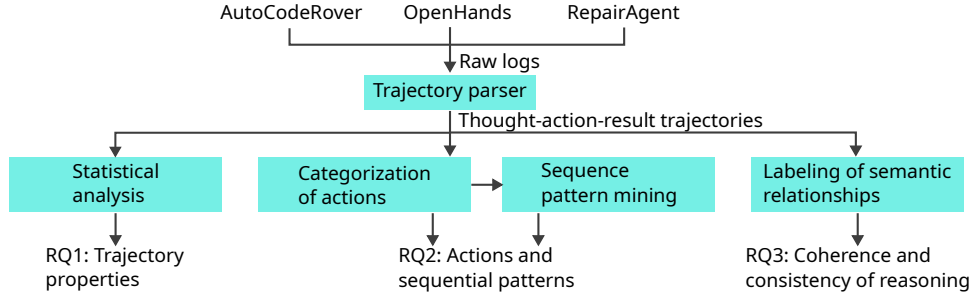 AutoCodeRover
OpenHands
RepairAgent
Raw logs
Trajectory parser
Thought-action-result trajectories
Statistical
analysis
Categorization
of actions
Sequence
pattern mining
Labeling of semantic
relationships
RQ1: Trajectory
properties
RQ2: Actions and
sequential patterns
RQ3: Coherence and
consistency of reasoning